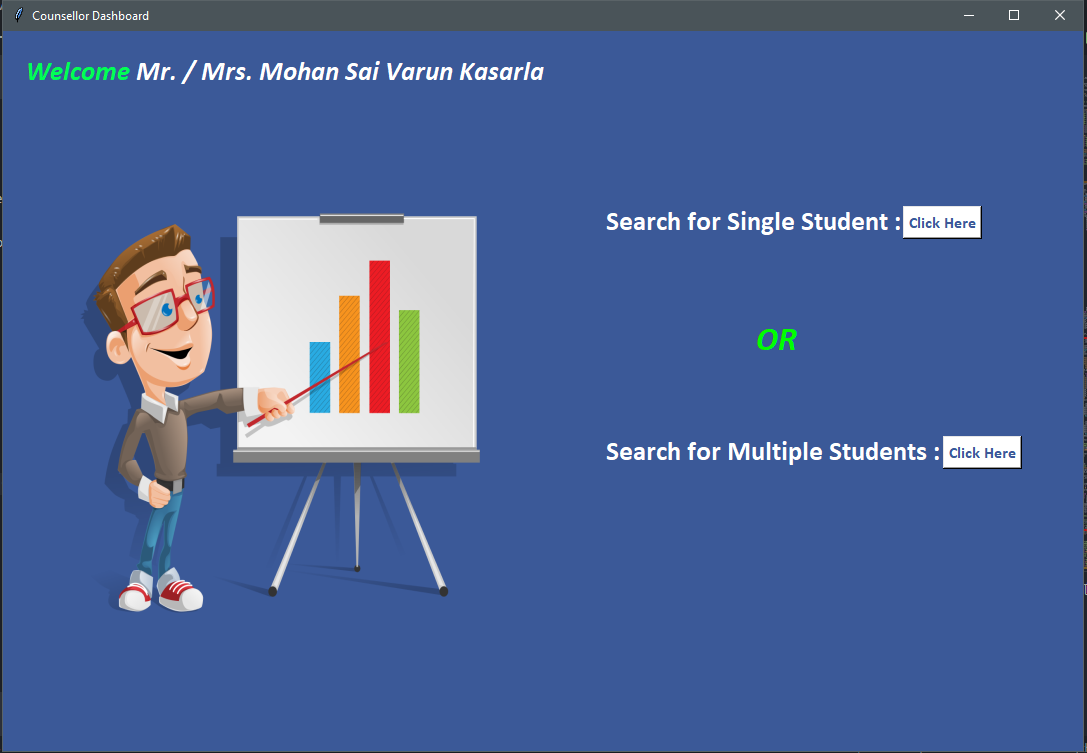 Counsellor Dashboard
Welcome Mr. / Mrs. Mohan Sai Varun Kasarla
Search for Single Student : Click Here
OR
Search for Multiple Students : Click Here